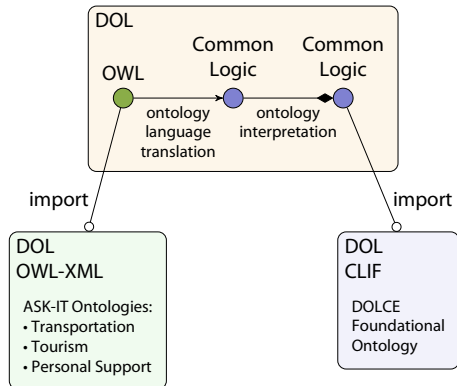 DOL
Common
Logic
Common
Logic
OWL
ontology
language
translation
ontology
interpretation
import
import
DOL
OWL-XML
ASK-IT Ontologies:
• Transportation
• Tourism
• Personal Support
DOL
CLIF
DOLCE
Foundational
Ontology